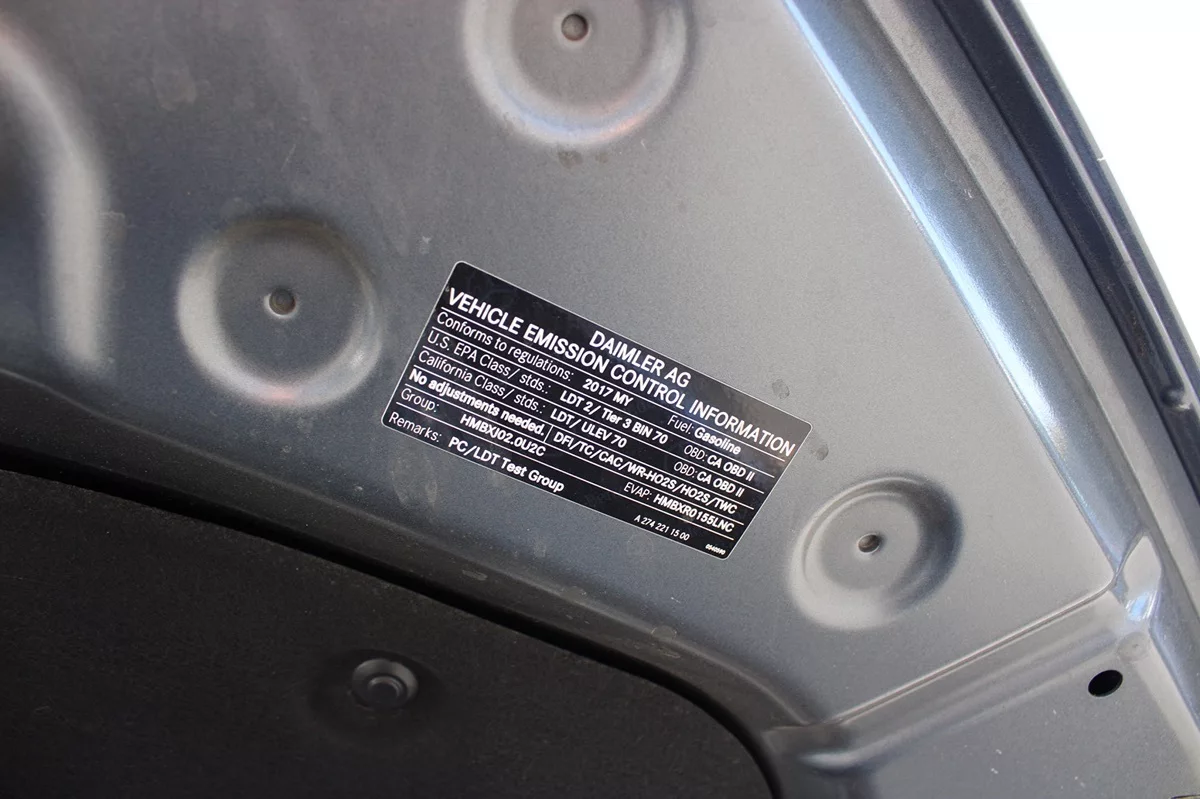 DAIMLER AG
VEHICLE EMISSION CONTROL INFORMATION
Conforms to regulations: 2017 MY Fuel: Gasoline
U.S. EPA Class / stds.: LDT 2 / Tier 3 BIN 70 OBD: CA OBD II
California Class / stds.: LDT / ULEV 70 OBD: CA OBD II
No adjustments needed. DFI/TC/CAC/WR-HO2S/HO2S/TWC
Group: HMBXJ02.0U2C EVAP: HMBXR0155LNC
Remarks: PC/LDT Test Group
A 274 221 15 00